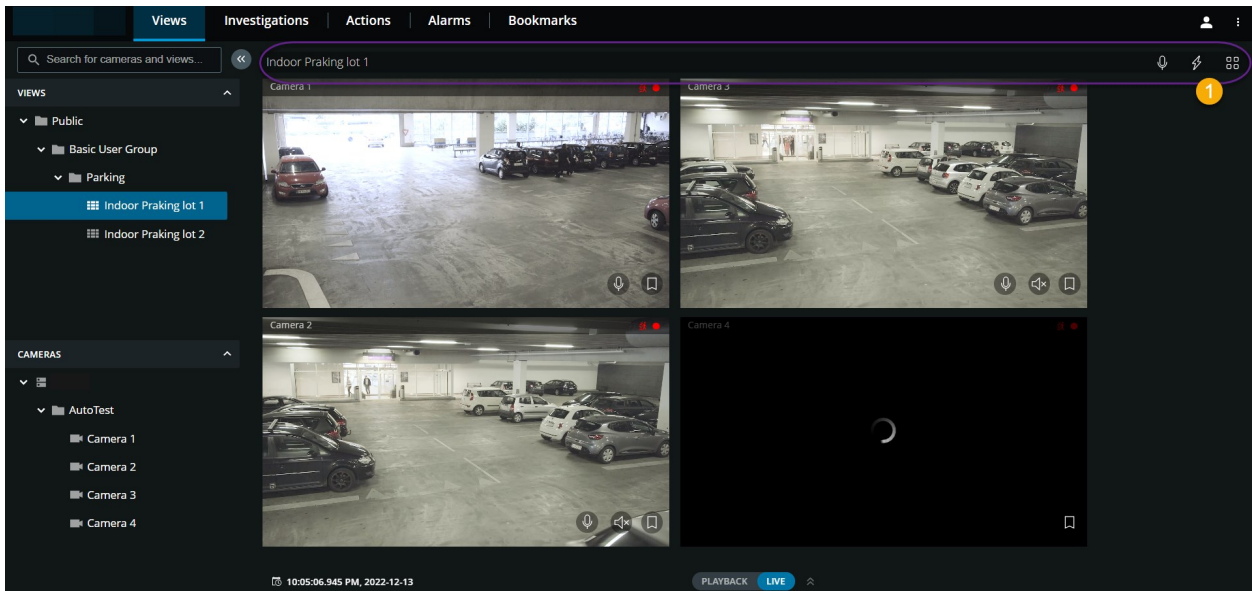 Views Investigations Actions Alarms Bookmarks
Search for cameras and views...
Indoor Praking lot 1
1
VIEWS
Public
Basic User Group
Parking
Indoor Praking lot 1
Indoor Praking lot 2
CAMERAS
AutoTest
Camera 1
Camera 2
Camera 3
Camera 4
Camera 1
Camera 3
Camera 2
Camera 4
10:05:06.945 PM, 2022-12-13
PLAYBACK LIVE